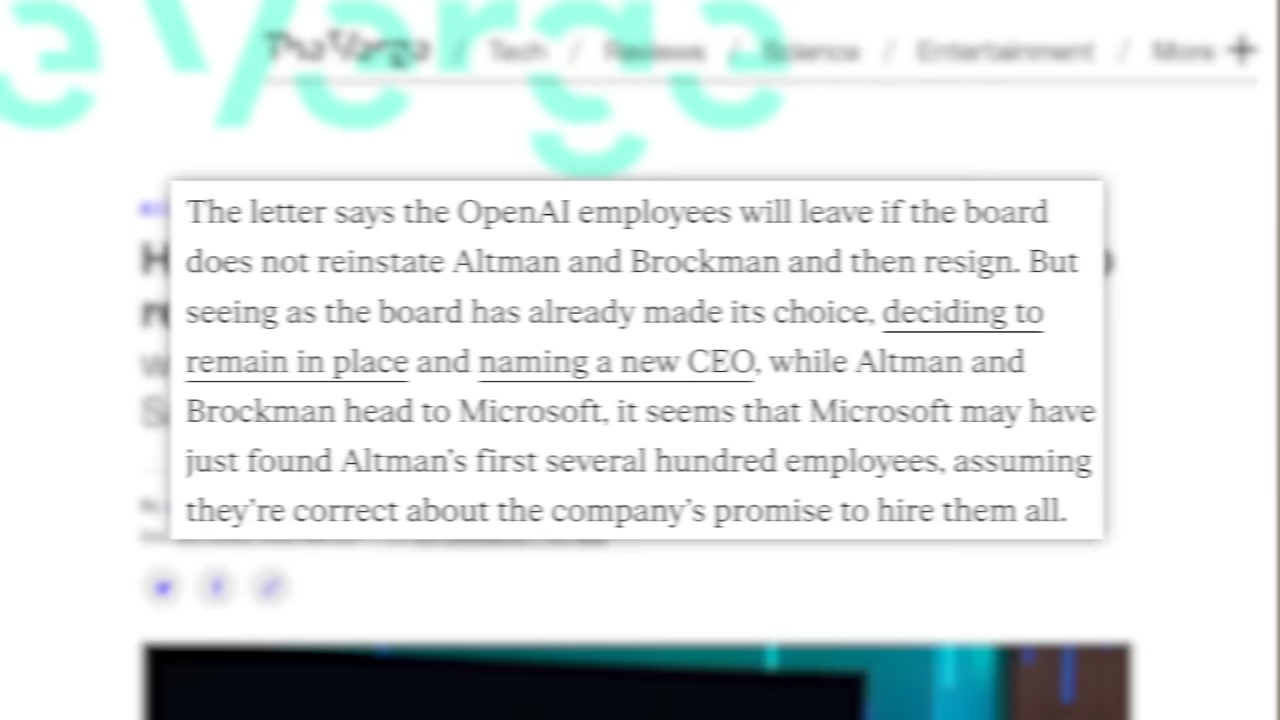 The Verge / Tech / Reviews / Science / Entertainment / More +
The letter says the OpenAI employees will leave if the board
does not reinstate Altman and Brockman and then resign. But
seeing as the board has already made its choice, deciding to
remain in place and naming a new CEO, while Altman and
Brockman head to Microsoft, it seems that Microsoft may have
just found Altman’s first several hundred employees, assuming
they’re correct about the company’s promise to hire them all.